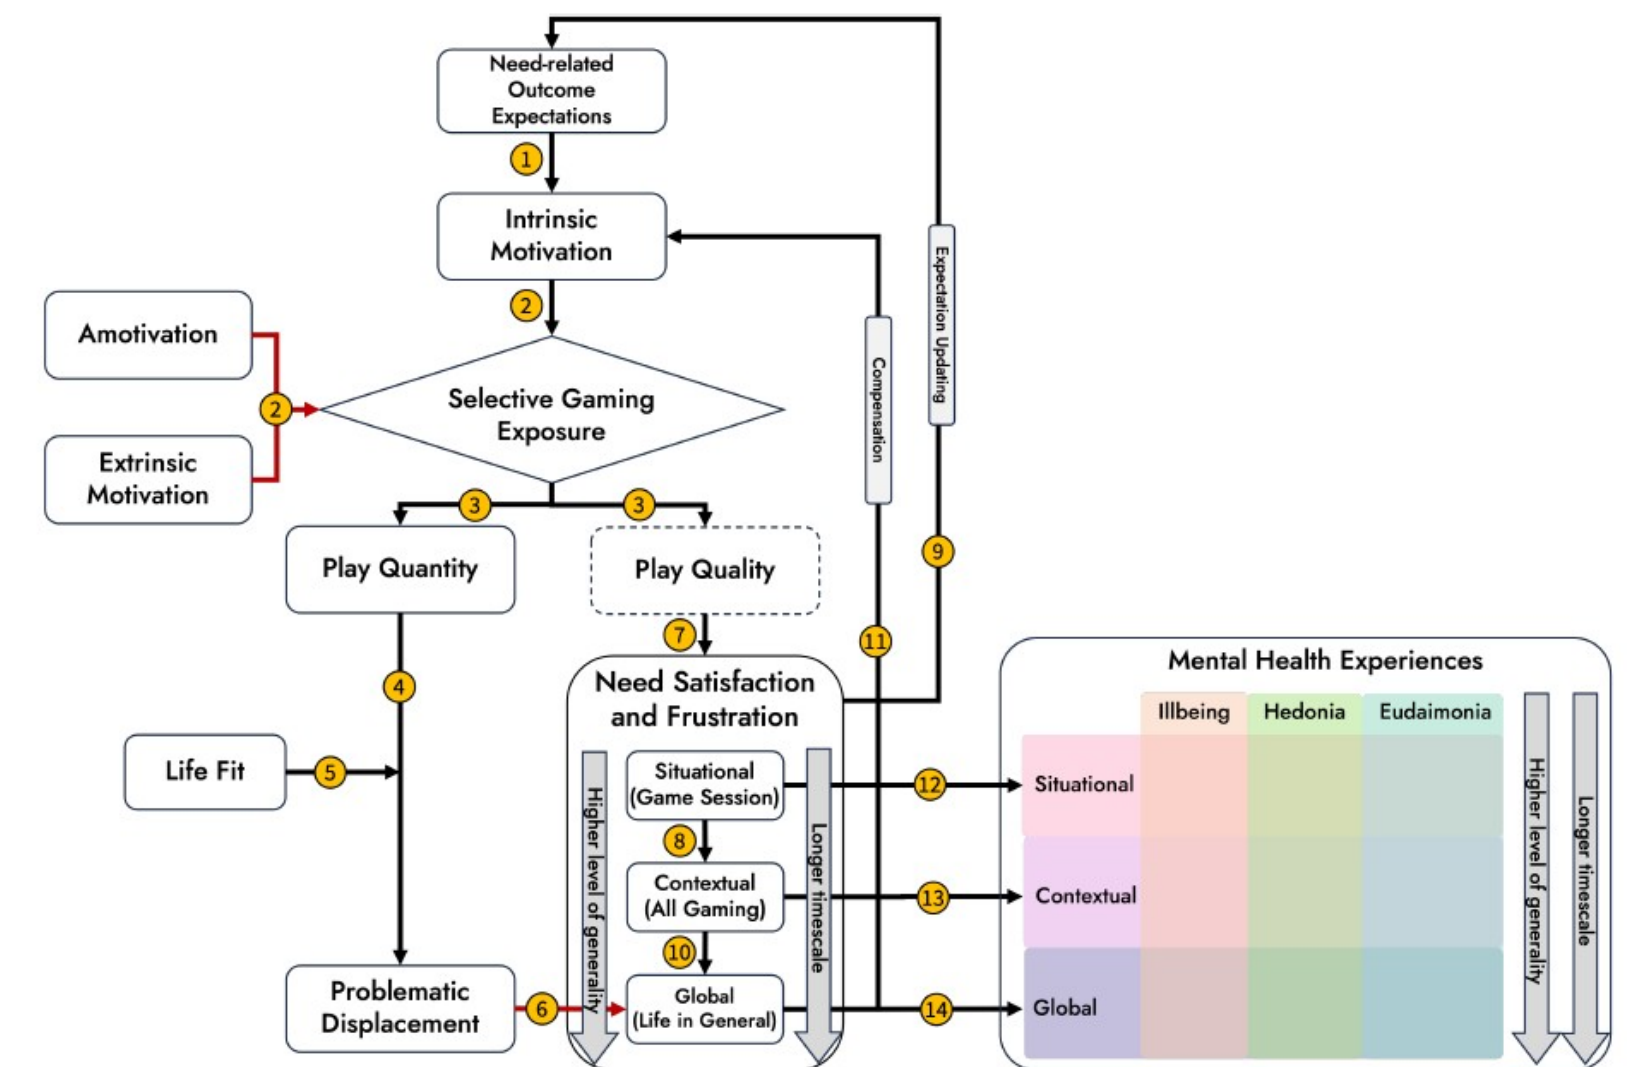 Need-related
Outcome
Expectations
1
Intrinsic
Motivation
2
Amotivation
Extrinsic
Motivation
2
Selective Gaming
Exposure
3
3
Play Quantity
Play Quality
4
7
Life Fit
5
Problematic
Displacement
6
Need Satisfaction
and Frustration
Higher level of generality
Situational
(Game Session)
8
Contextual
(All Gaming)
10
Global
(Life in General)
Longer timescale
Compensation
11
Expectation Updating
9
12
13
14
Mental Health Experiences
Illbeing
Hedonia
Eudaimonia
Situational
Contextual
Global
Higher level of generality
Longer timescale